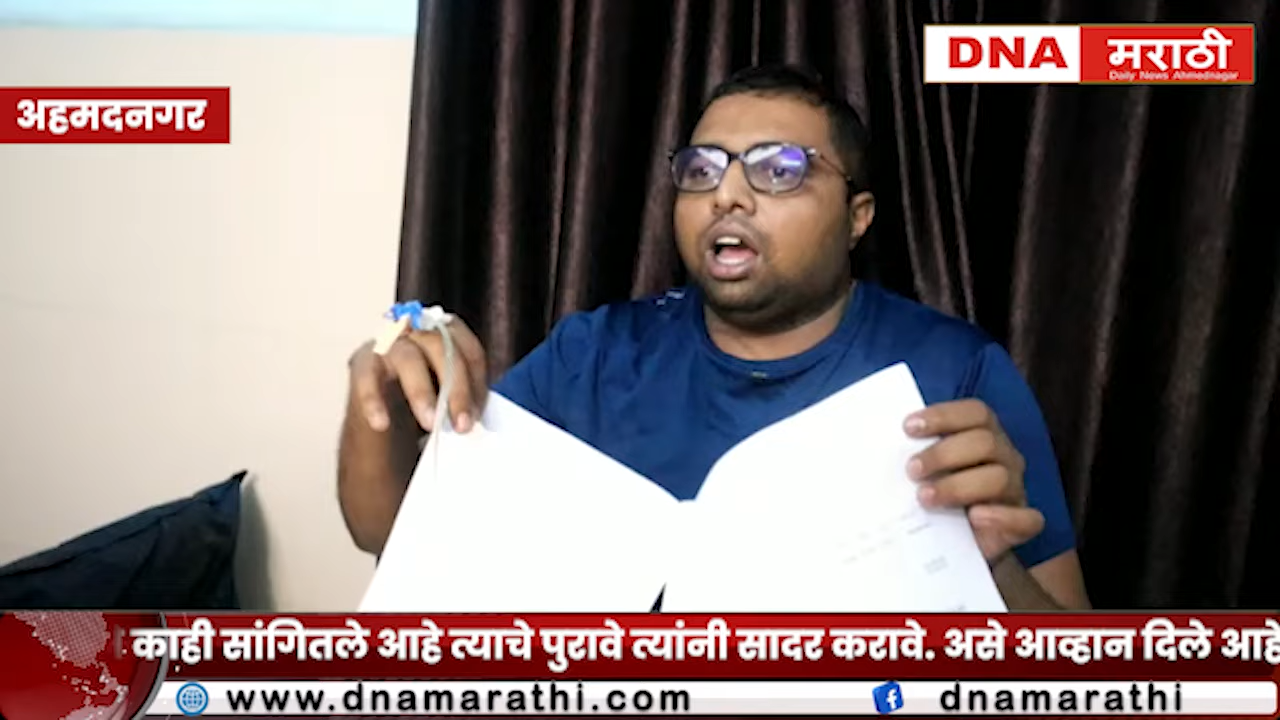 DNA मराठी
Daily News Ahmednagar
अहमदनगर
काही सांगितले आहे त्याचे पुरावे त्यांनी सादर करावे. असे आव्हान दिले आहे
www.dnamarathi.com
dnamarathi